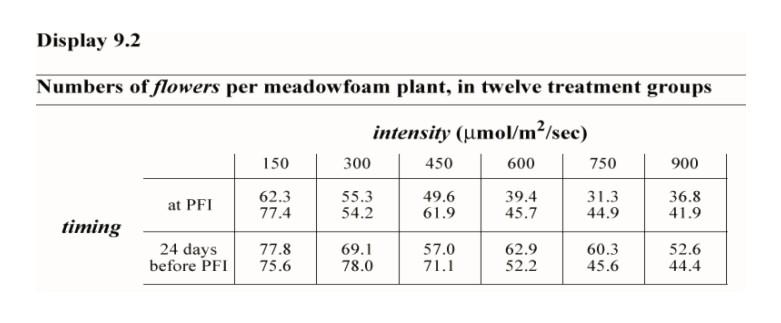 Display 9.2
Numbers of flowers per meadowfoam plant, in twelve treatment groups
intensity (μmol/m²/sec)
150 300 450 600 750 900
at PFI 62.3 55.3 49.6 39.4 31.3 36.8
77.4 54.2 61.9 45.7 44.9 41.9
timing
24 days 77.8 69.1 57.0 62.9 60.3 52.6
before PFI 75.6 78.0 71.1 52.2 45.6 44.4